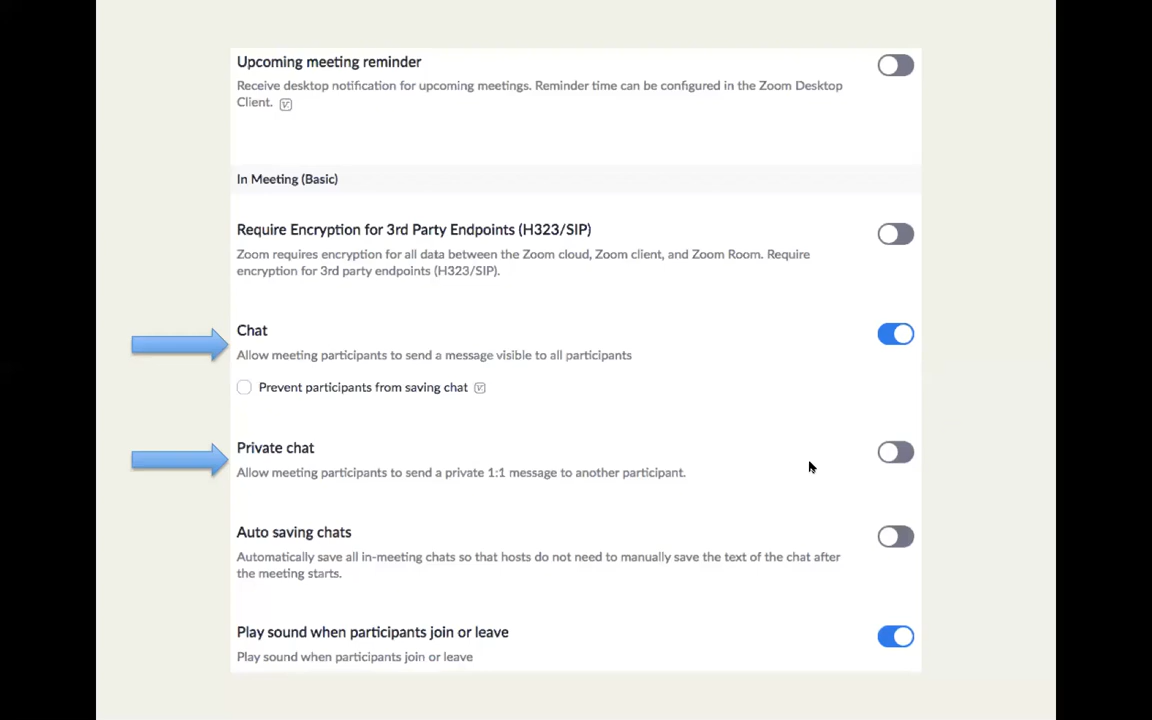 Upcoming meeting reminder
Receive desktop notification for upcoming meetings. Reminder time can be configured in the Zoom Desktop
Client.
In Meeting (Basic)
Require Encryption for 3rd Party Endpoints (H323/SIP)
Zoom requires encryption for all data between the Zoom cloud, Zoom client, and Zoom Room. Require
encryption for 3rd party endpoints (H323/SIP).
Chat
Allow meeting participants to send a message visible to all participants
Prevent participants from saving chat
Private chat
Allow meeting participants to send a private 1:1 message to another participant.
Auto saving chats
Automatically save all in-meeting chats so that hosts do not need to manually save the text of the chat after
the meeting starts.
Play sound when participants join or leave
Play sound when participants join or leave